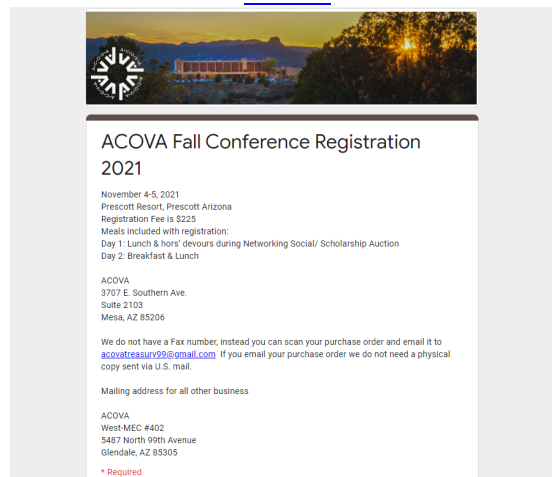 ACOVA Fall Conference Registration
2021
November 4-5, 2021
Prescott Resort, Prescott Arizona
Registration Fee is $225
Meals included with registration:
Day 1: Lunch & hors' devours during Networking Social/ Scholarship Auction
Day 2: Breakfast & Lunch
ACOVA
3707 E. Southern Ave.
Suite 2103
Mesa, AZ 85206
We do not have a Fax number, instead you can scan your purchase order and email it to
acovatreasury99@gmail.com  If you email your purchase order we do not need a physical
copy sent via U.S. mail.
Mailing address for all other business
ACOVA
West-MEC #402
5487 North 99th Avenue
Glendale, AZ 85305
* Required